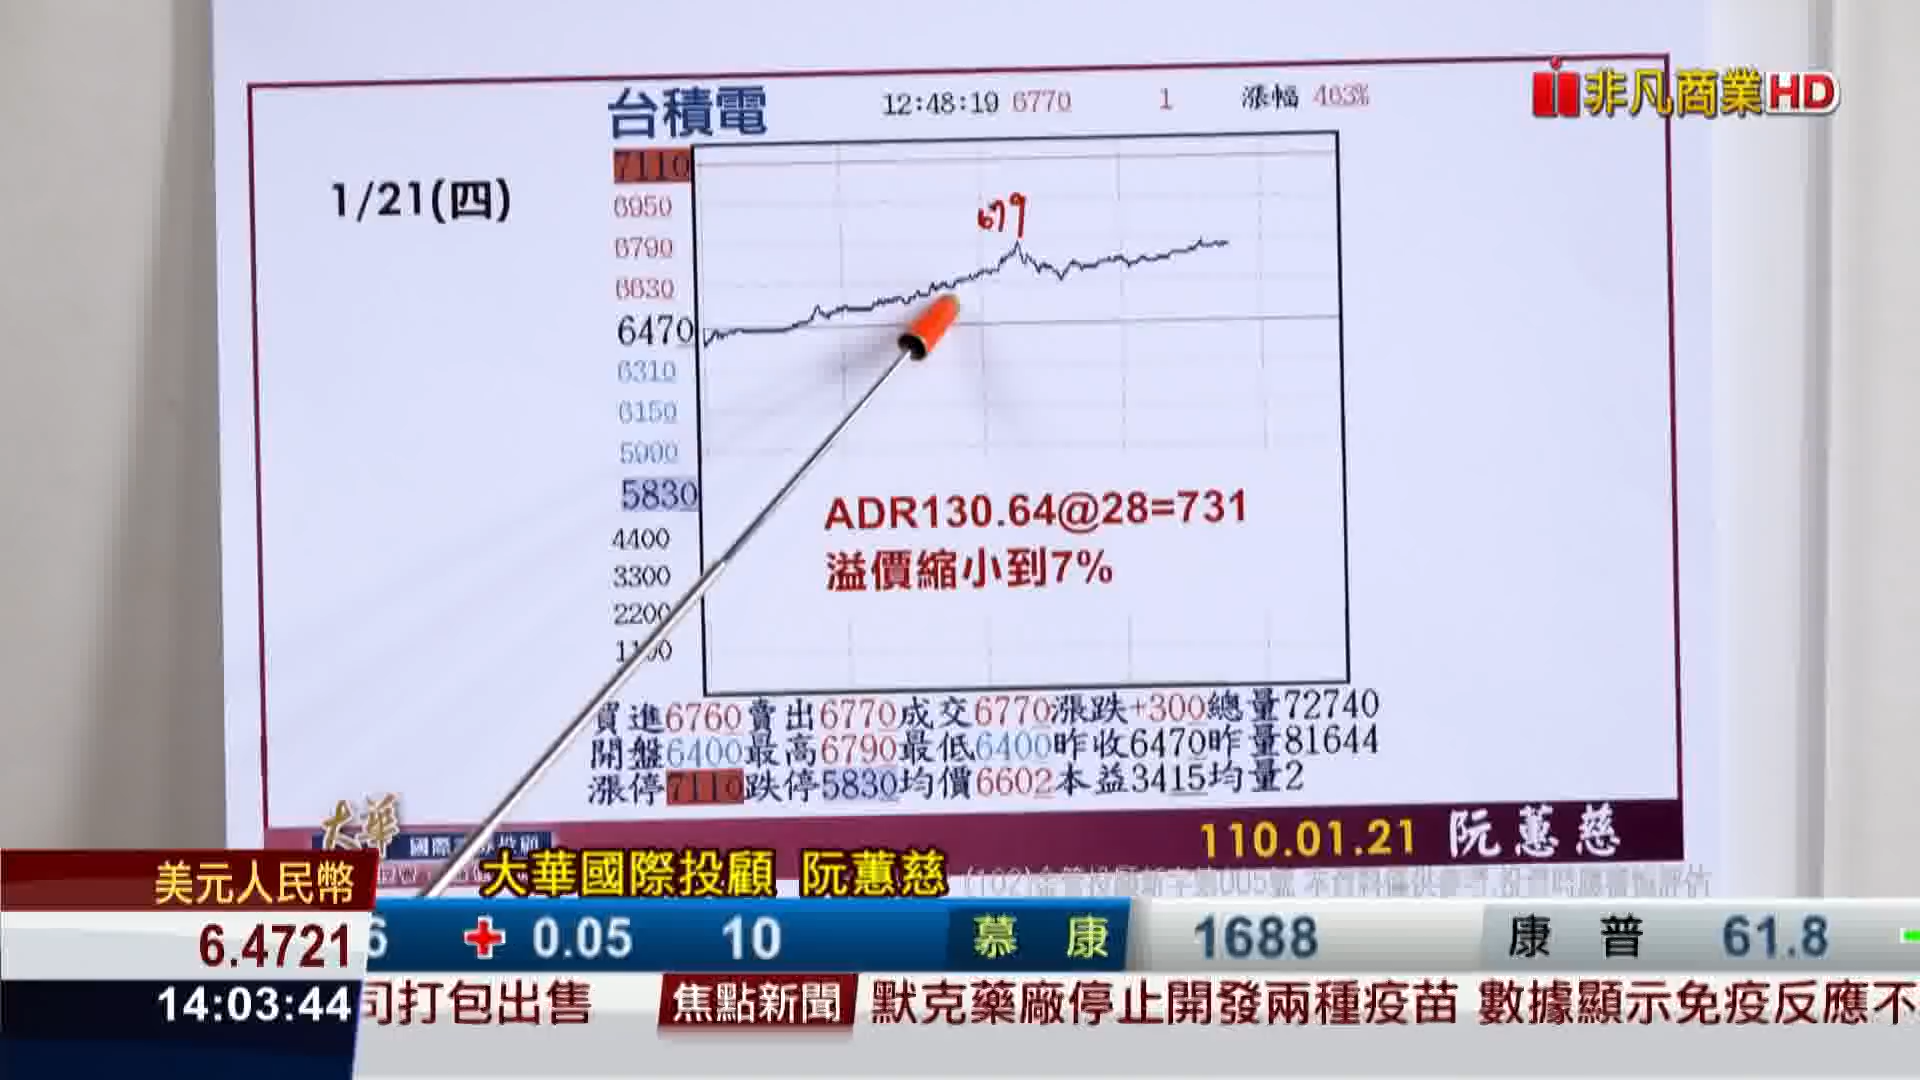 非凡商業HD
台積電 12:48:19 6770 1 漲幅 463%
1/21(四)
7110
6950
679
6790
6630
6470
6310
6150
5990
5830
ADR130.64@28=731
溢價縮小到7%
4400
3300
2200
1100
買進6760賣出6770成交6770漲跌+300總量72740
開盤6400最高6790最低6400昨收6470昨量81644
漲停7110跌停5830均價6602本益3415均量2
大華
110.01.21 阮蕙慈
美元人民幣
大華國際投顧 阮蕙慈
6.4721
6 0.05 10 慕康 1688 康普 61.8
14:03:44
司打包出售 焦點新聞 默克藥廠停止開發兩種疫苗 數據顯示免疫反應不